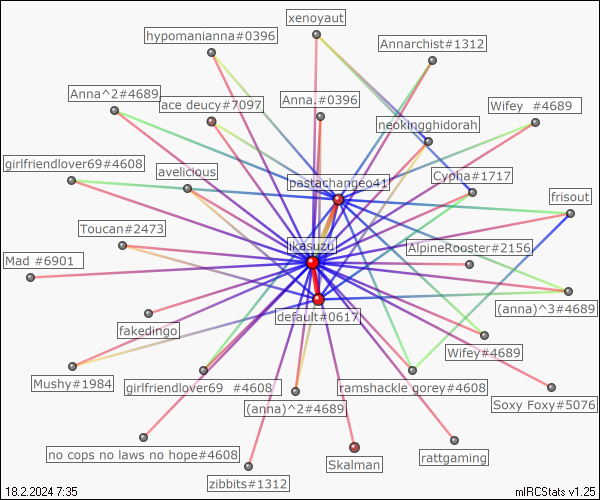 xenoyaut
hypomanianna#0396
Annarchist#1312
Anna^2#4689
ace deucy#7097
Anna.#0396
Wifey #4689
neokingghidorah
girlfriendlover69#4608
avelicious
pastachangeo41
Cypha#1717
frisout
Toucan#2473
ikasuzu
AlpineRooster#2156
Mad #6901
(anna)^3#4689
default#0617
fakedingo
Wifey#4689
Mushy#1984
girlfriendlover69 #4608
ramshackle gorey#4608
(anna)^2#4689
Soxy Foxy#5076
no cops no laws no hope#4608
Skalman
rattgaming
zibbits#1312
18.2.2024 7:35
mIRCStats v1.25